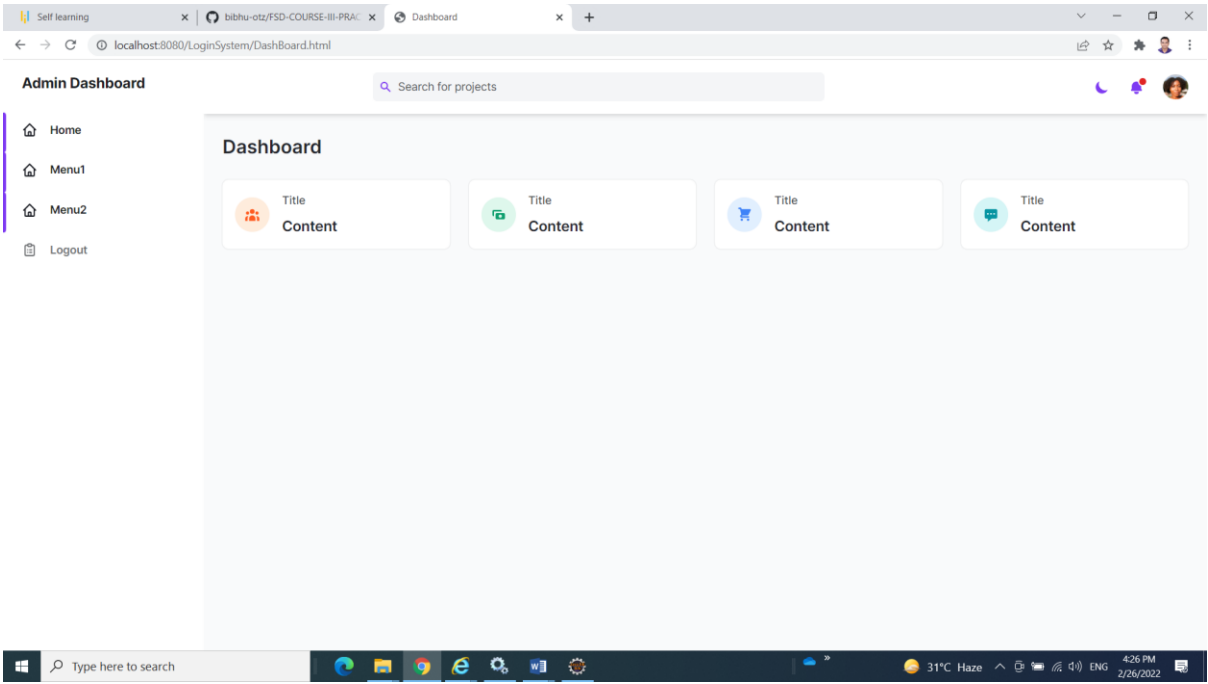 Self learning
bibhu-otz/FSD-COURSE-III-PRAC
Dashboard
localhost:8080/LoginSystem/DashBoard.html
Admin Dashboard
Search for projects
Home
Menu1
Menu2
Logout
Dashboard
Title
Content
Title
Content
Title
Content
Title
Content
Type here to search
31°C Haze
ENG
4:26 PM
2/26/2022